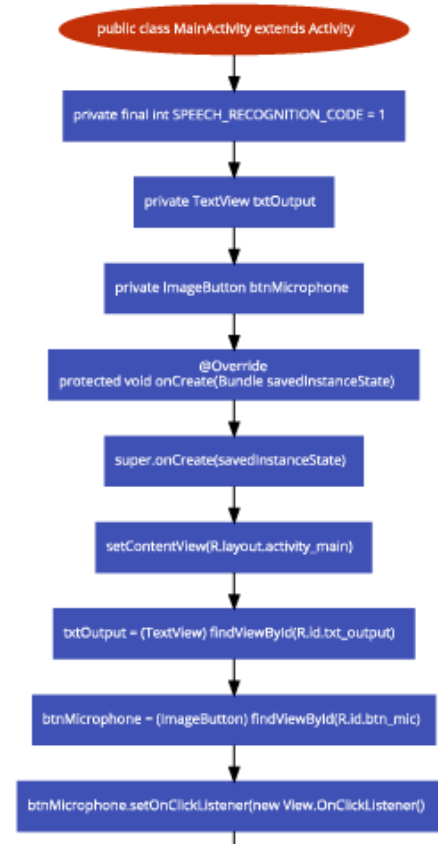 public class MainActivity extends Activity
private final int SPEECH_RECOGNITION_CODE = 1
private TextView txtOutput
private ImageButton btnMicrophone
@Override
protected void onCreate(Bundle savedInstanceState)
super.onCreate(savedInstanceState)
setContentView(R.layout.activity_main)
txtOutput = (TextView) findViewById(R.id.txt_output)
btnMicrophone = (ImageButton) findViewById(R.id.btn_mic)
btnMicrophone.setOnClickListener(new View.OnClickListener()